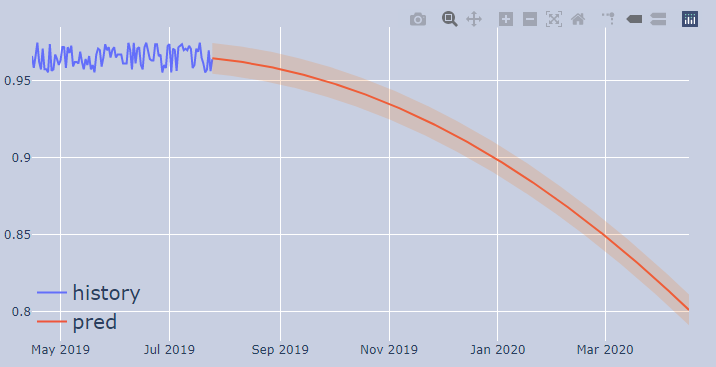 0.95
0.9
0.85
0.8
history
pred
May 2019
Jul 2019
Sep 2019
Nov 2019
Jan 2020
Mar 2020